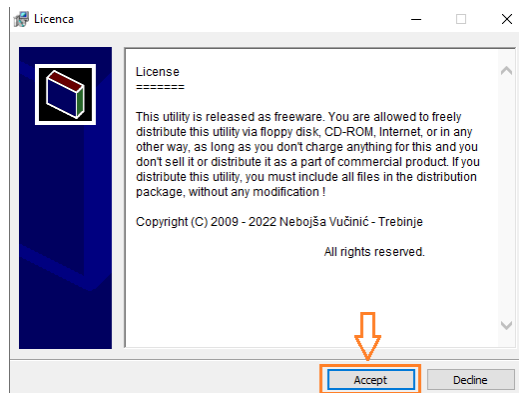 Licenca
License
=======
This utility is released as freeware. You are allowed to freely
distribute this utility via floppy disk, CD-ROM, Internet, or in any
other way, as long as you don't charge anything for this and you
don't sell it or distribute it as a part of commercial product. If you
distribute this utility, you must include all files in the distribution
package, without any modification !
Copyright (C) 2009 - 2022 Nebojša Vučinić - Trebinje
All rights reserved.
Accept
Decline